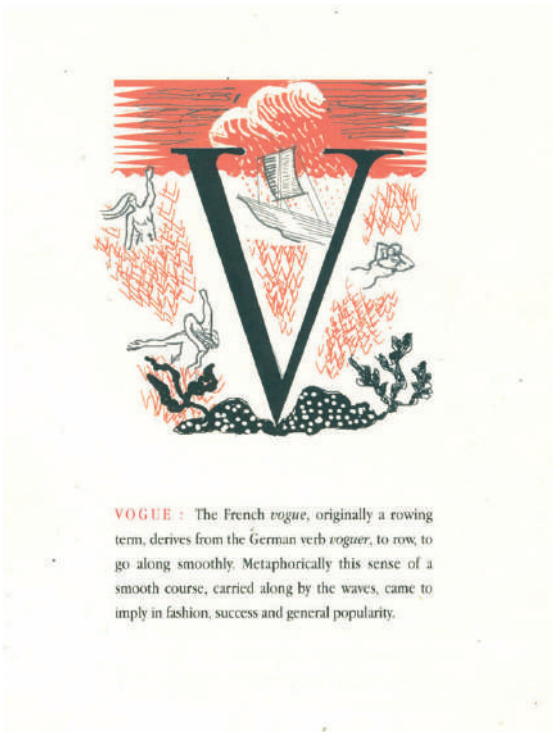 V
VOGUE : The French vogue, originally a rowing
term, derives from the German verb voguer, to row, to
go along smoothly. Metaphorically this sense of a
smooth course, carried along by the waves, came to
imply in fashion, success and general popularity.